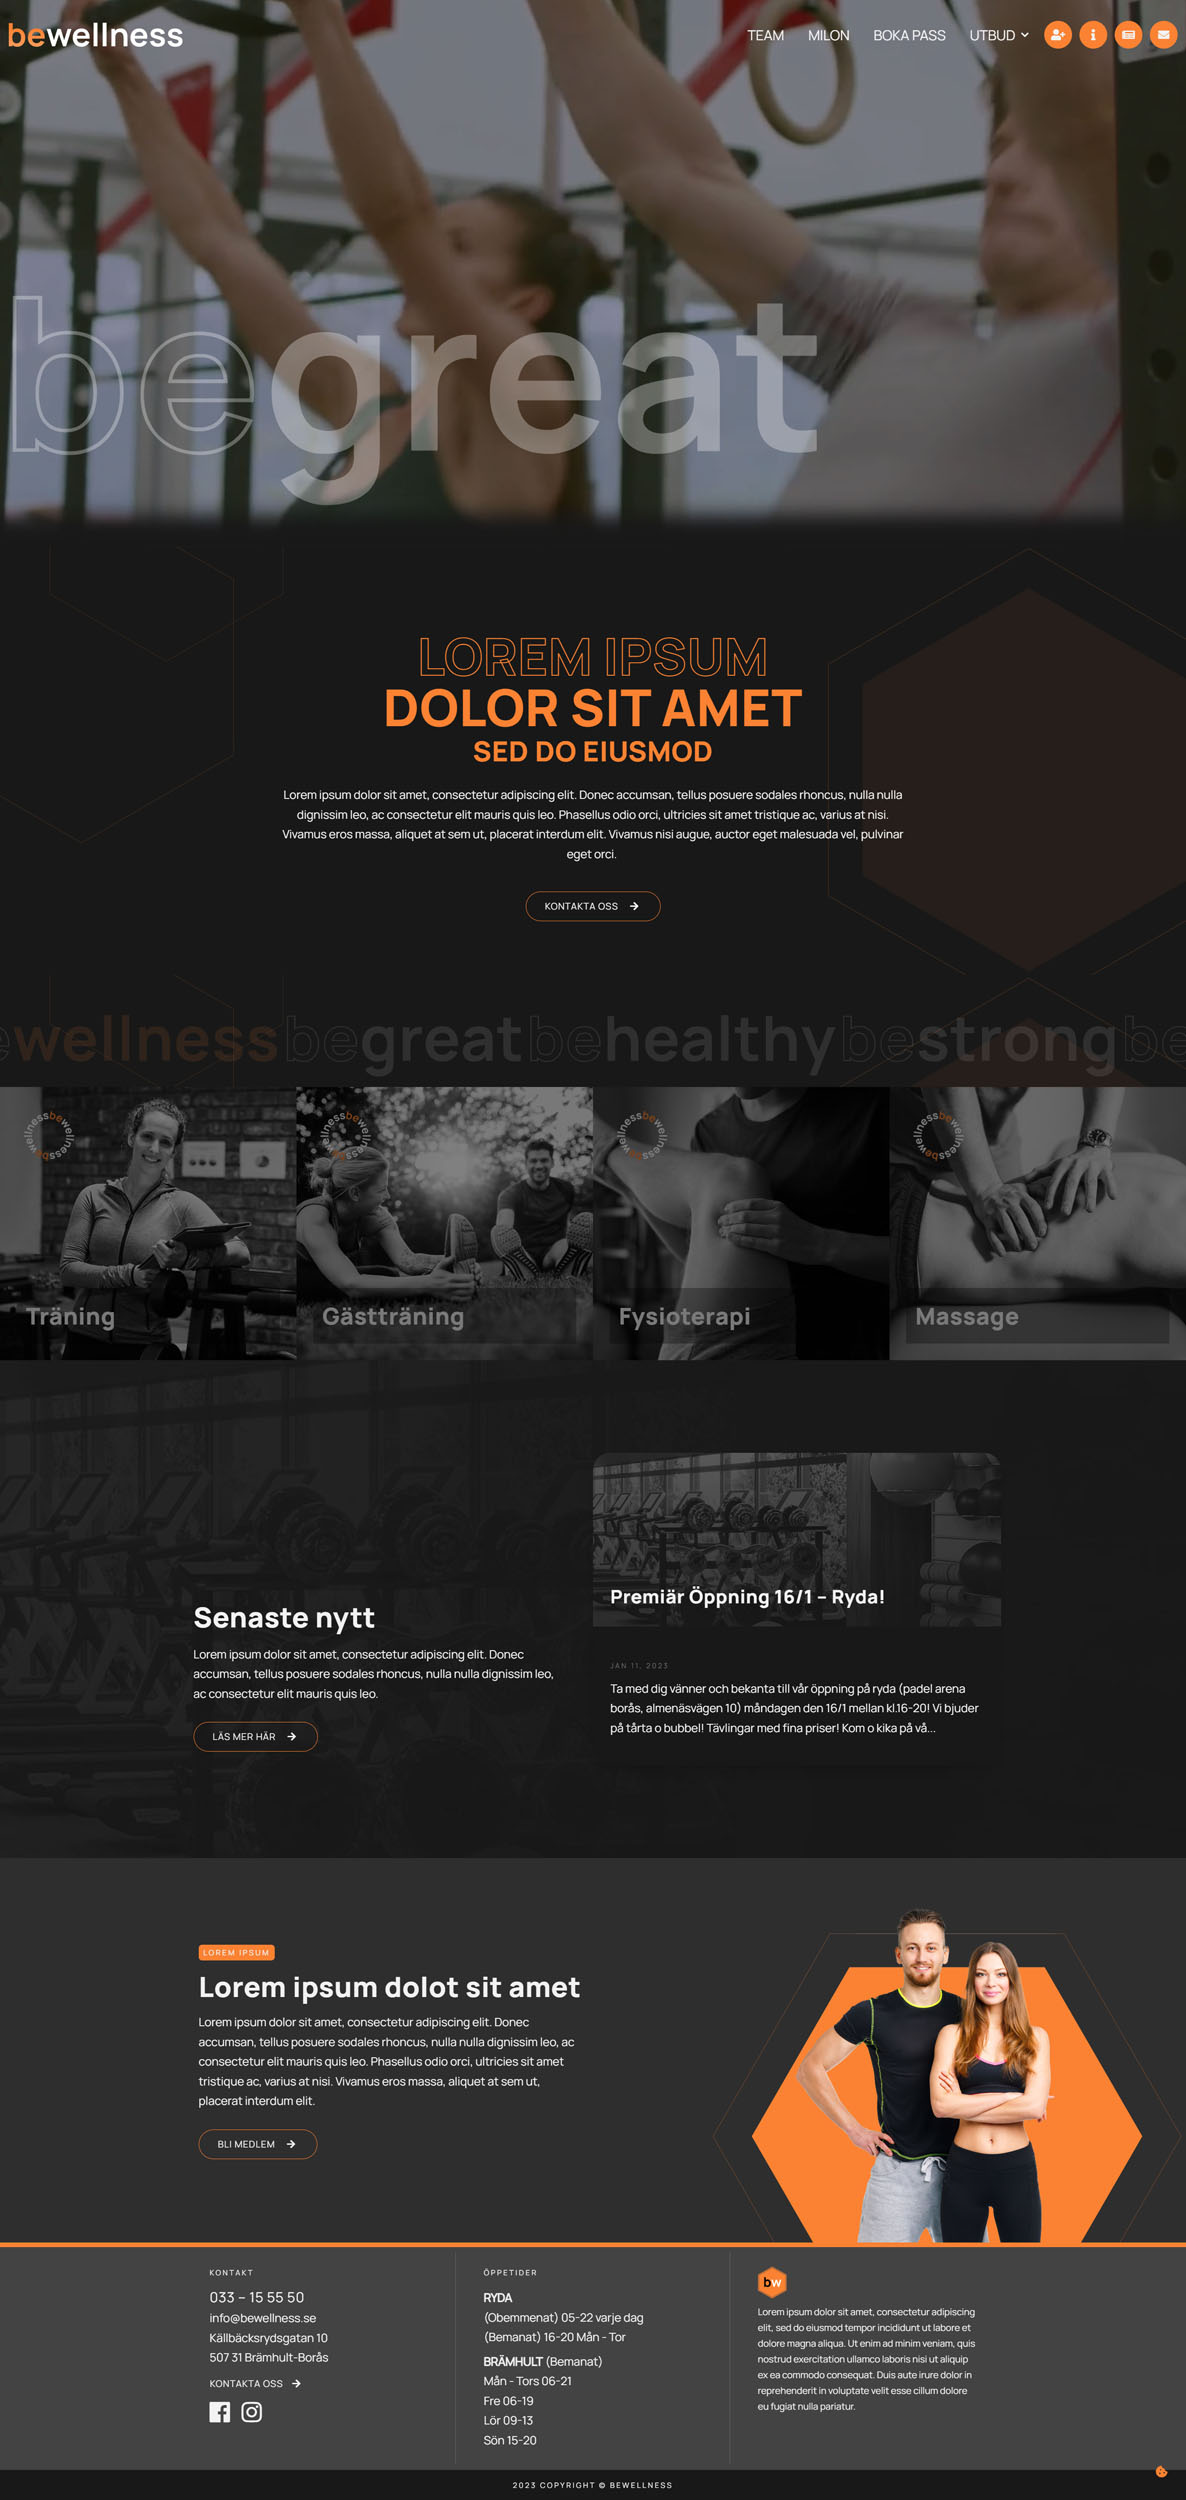 bewellness
TEAM MILON BOKA PASS UTBUD
begreat
LOREM IPSUM
DOLOR SIT AMET
SED DO EIUSMOD
Lorem ipsum dolor sit amet, consectetur adipiscing elit. Donec accumsan, tellus posuere sodales rhoncus, nulla nulla
dignissim leo, ac consectetur elit mauris quis leo. Phasellus odio orci, ultricies sit amet tristique ac, varius at nisi.
Vivamus eros massa, aliquet at sem ut, placerat interdum elit. Vivamus nisi augue, auctor eget malesuada vel, pulvinar
eget orci.
KONTAKTA OSS
ewellnessbegreatbehealthybestrongbe
bewellnessbewellness
bewellnessbewellness
bewellnessbewellness
bewellnessbewellness
Träning
Gästträning
Fysioterapi
Massage
Senaste nytt
Lorem ipsum dolor sit amet, consectetur adipiscing elit. Donec
accumsan, tellus posuere sodales rhoncus, nulla nulla dignissim leo,
ac consectetur elit mauris quis leo.
LÄS MER HÄR
Premiär Öppning 16/1 – Ryda!
JAN 11, 2023
Ta med dig vänner och bekanta till vår öppning på ryda (padel arena
borås, almenäsvägen 10) måndagen den 16/1 mellan kl.16-20! Vi bjuder
på tårta o bubbel! Tävlingar med fina priser! Kom o kika på vå...
LOREM IPSUM
Lorem ipsum dolot sit amet
Lorem ipsum dolor sit amet, consectetur adipiscing elit. Donec
accumsan, tellus posuere sodales rhoncus, nulla nulla dignissim leo, ac
consectetur elit mauris quis leo. Phasellus odio orci, ultricies sit amet
tristique ac, varius at nisi. Vivamus eros massa, aliquet at sem ut,
placerat interdum elit.
BLI MEDLEM
KONTAKT
033 – 15 55 50
info@bewellness.se
Källbäcksrydsgatan 10
507 31 Brämhult-Borås
KONTAKTA OSS
ÖPPETIDER
RYDA
(Obemmenat) 05-22 varje dag
(Bemanat) 16-20 Mån - Tor
BRÄMHULT (Bemanat)
Mån - Tors 06-21
Fre 06-19
Lör 09-13
Sön 15-20
bw
Lorem ipsum dolor sit amet, consectetur adipiscing
elit, sed do eiusmod tempor incididunt ut labore et
dolore magna aliqua. Ut enim ad minim veniam, quis
nostrud exercitation ullamco laboris nisi ut aliquip
ex ea commodo consequat. Duis aute irure dolor in
reprehenderit in voluptate velit esse cillum dolore
eu fugiat nulla pariatur.
2023 COPYRIGHT © BEWELLNESS